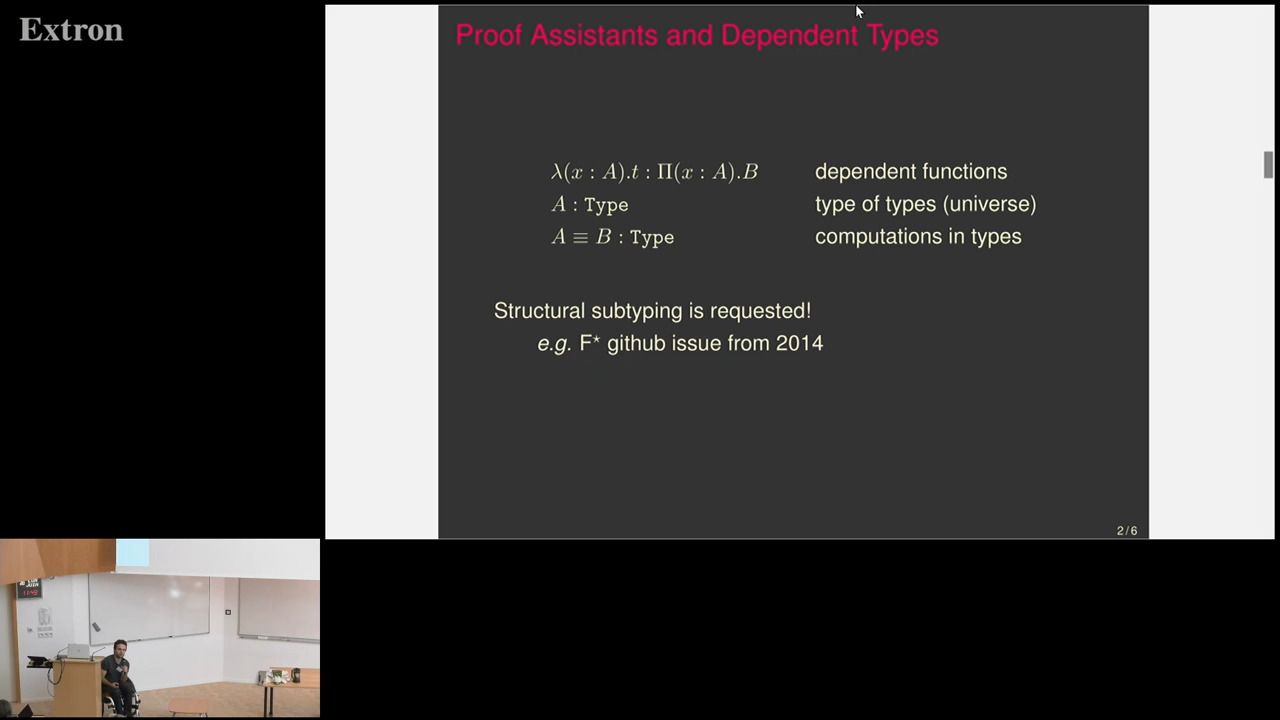 Extron
Proof Assistants and Dependent Types
λ(x : A).t : Π(x : A).B dependent functions
A : Type type of types (universe)
A ≡ B : Type computations in types
Structural subtyping is requested!
e.g. F⋆ github issue from 2014
2/6